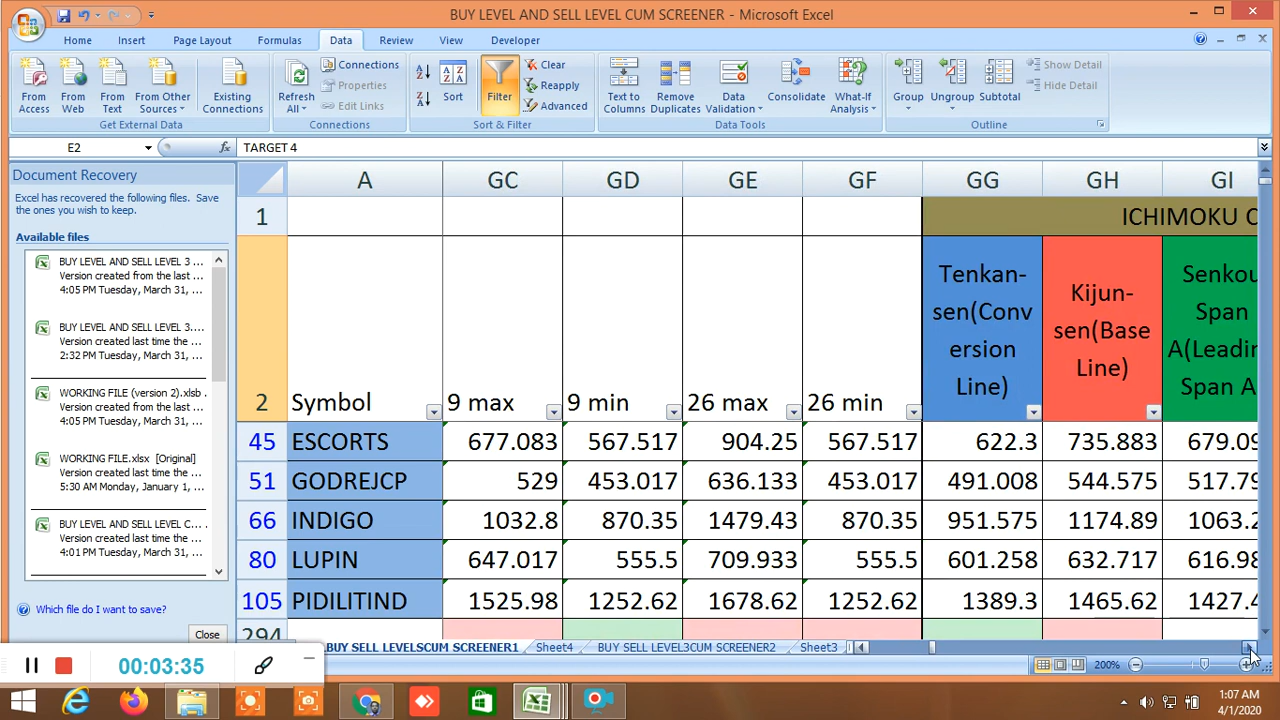 BUY LEVEL AND SELL LEVEL CUM SCREENER - Microsoft Excel
Home Insert Page Layout Formulas Data Review View Developer
From Access
From Web
From Text
From Other Sources
Existing Connections
Get External Data
Refresh All
Connections
Properties
Edit Links
Connections
Sort
Filter
Clear
Reapply
Advanced
Sort & Filter
Text to Columns
Remove Duplicates
Data Validation
Consolidate
What-If Analysis
Data Tools
Group
Ungroup
Subtotal
Show Detail
Hide Detail
Outline
E2 fx TARGET 4
Document Recovery
Excel has recovered the following files. Save
the ones you wish to keep.
Available files
BUY LEVEL AND SELL LEVEL 3 ...
Version created from the last ...
4:05 PM Tuesday, March 31, ...
BUY LEVEL AND SELL LEVEL 3....
Version created last time the ...
2:32 PM Tuesday, March 31, ...
WORKING FILE (version 2).xlsb
Version created from the last ...
4:05 PM Tuesday, March 31, ...
WORKING FILE.xlsx [Original]
Version created last time the ...
5:30 AM Monday, January 1, ...
BUY LEVEL AND SELL LEVEL C...
Version created last time the ...
4:01 PM Tuesday, March 31, ...
Which file do I want to save?
Close
A GC GD GE GF GG GH GI
1 ICHIMOKU C
2 Symbol 9 max 9 min 26 max 26 min
Tenkan-
sen(Conv
ersion
Line)
Kijun-
sen(Base
Line)
Senkou
Span
A(Leadin
Span A
45 ESCORTS 677.083 567.517 904.25 567.517 622.3 735.883 679.09
51 GODREJCP 529 453.017 636.133 453.017 491.008 544.575 517.79
66 INDIGO 1032.8 870.35 1479.43 870.35 951.575 1174.89 1063.2
80 LUPIN 647.017 555.5 709.933 555.5 601.258 632.717 616.98
105 PIDILITIND 1525.98 1252.62 1678.62 1252.62 1389.3 1465.62 1427.4
294
BUY SELL LEVELSCUM SCREENER1 Sheet4 BUY SELL LEVEL3CUM SCREENER2 Sheet3
00:03:35
200%
1:07 AM
4/1/2020